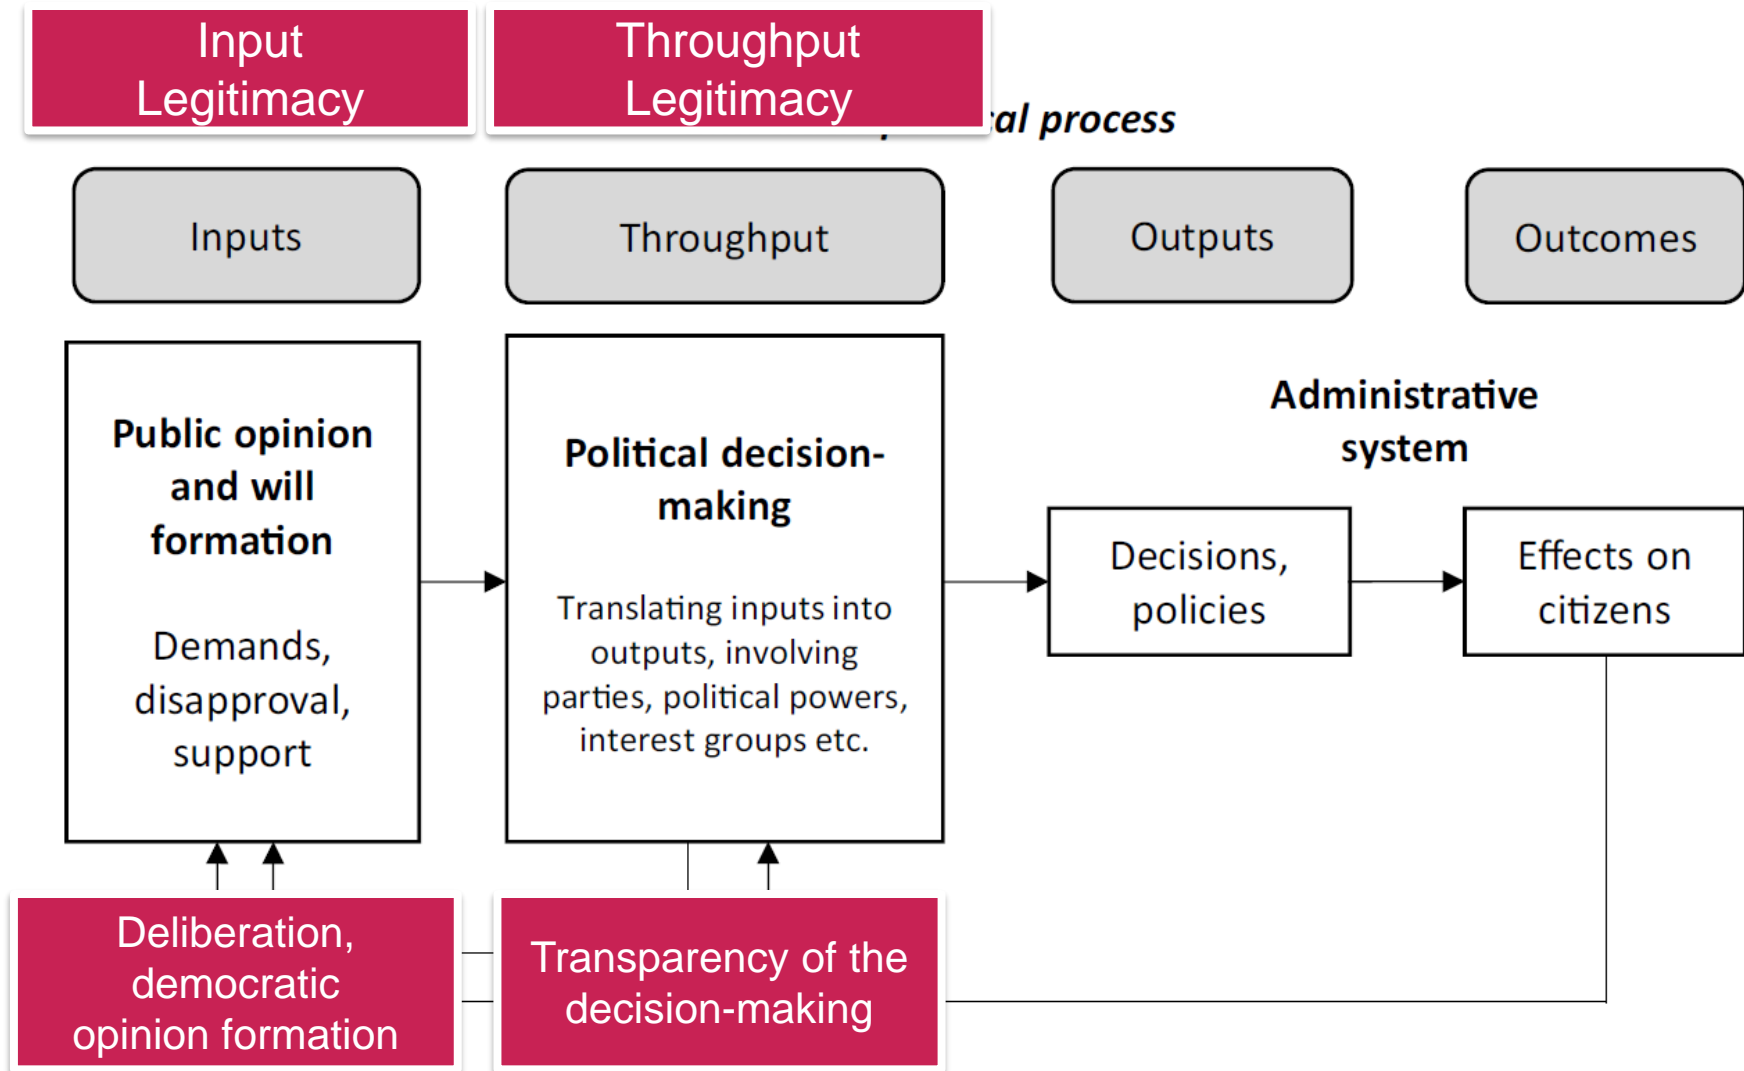 Input
Legitimacy
Throughput
Legitimacy
process
Inputs
Throughput
Outputs
Outcomes
Public opinion
and will
formation
Demands,
disapproval,
support
Political decision-
making
Translating inputs into
outputs, involving
parties, political powers,
interest groups etc.
Administrative
system
Decisions,
policies
Effects on
citizens
Deliberation,
democratic
opinion formation
Transparency of the
decision-making